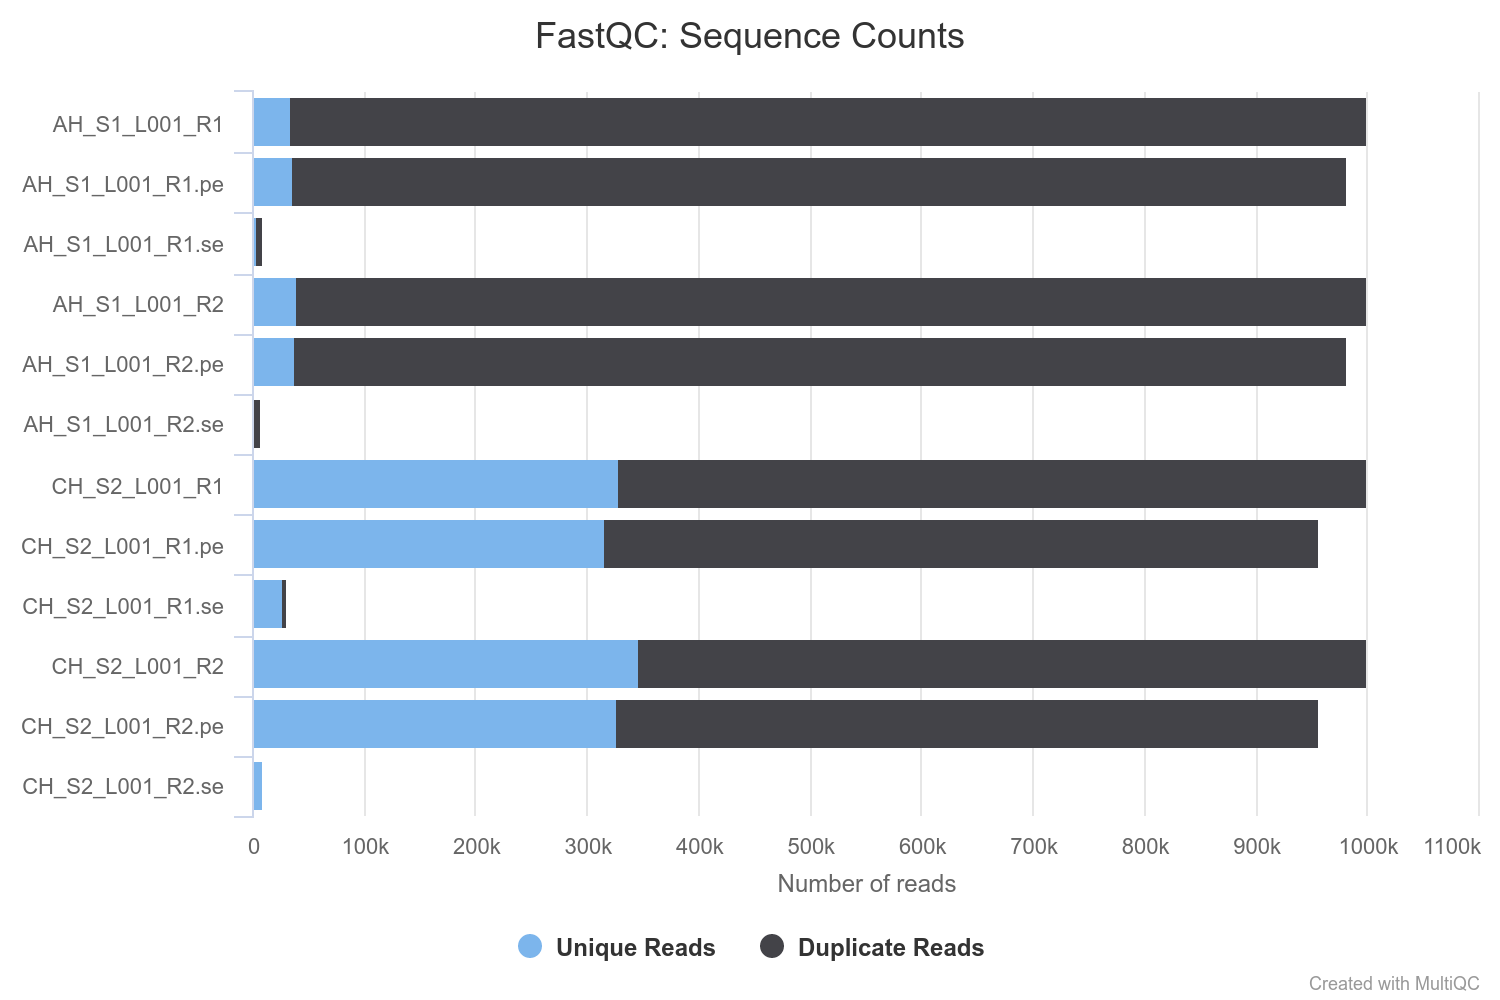 FastQC: Sequence Counts
AH_S1_L001_R1
AH_S1_L001_R1.pe
AH_S1_L001_R1.se
AH_S1_L001_R2
AH_S1_L001_R2.pe
AH_S1_L001_R2.se
CH_S2_L001_R1
CH_S2_L001_R1.pe
CH_S2_L001_R1.se
CH_S2_L001_R2
CH_S2_L001_R2.pe
CH_S2_L001_R2.se
0 100k 200k 300k 400k 500k 600k 700k 800k 900k 1000k 1100k
Number of reads
Unique Reads Duplicate Reads
Created with MultiQC